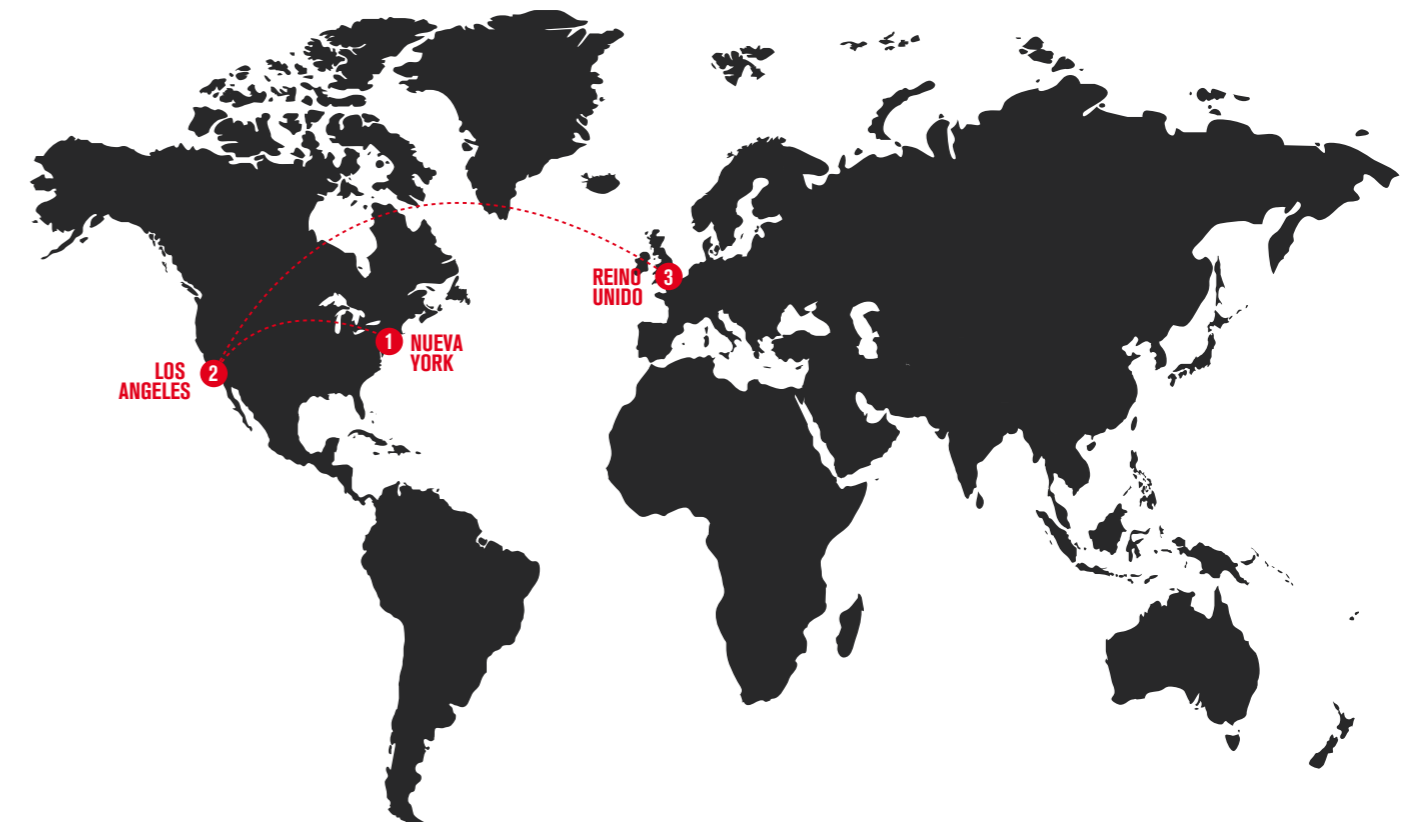 1
NUEVA
YORK
2
LOS
ANGELES
3
REINO
UNIDO